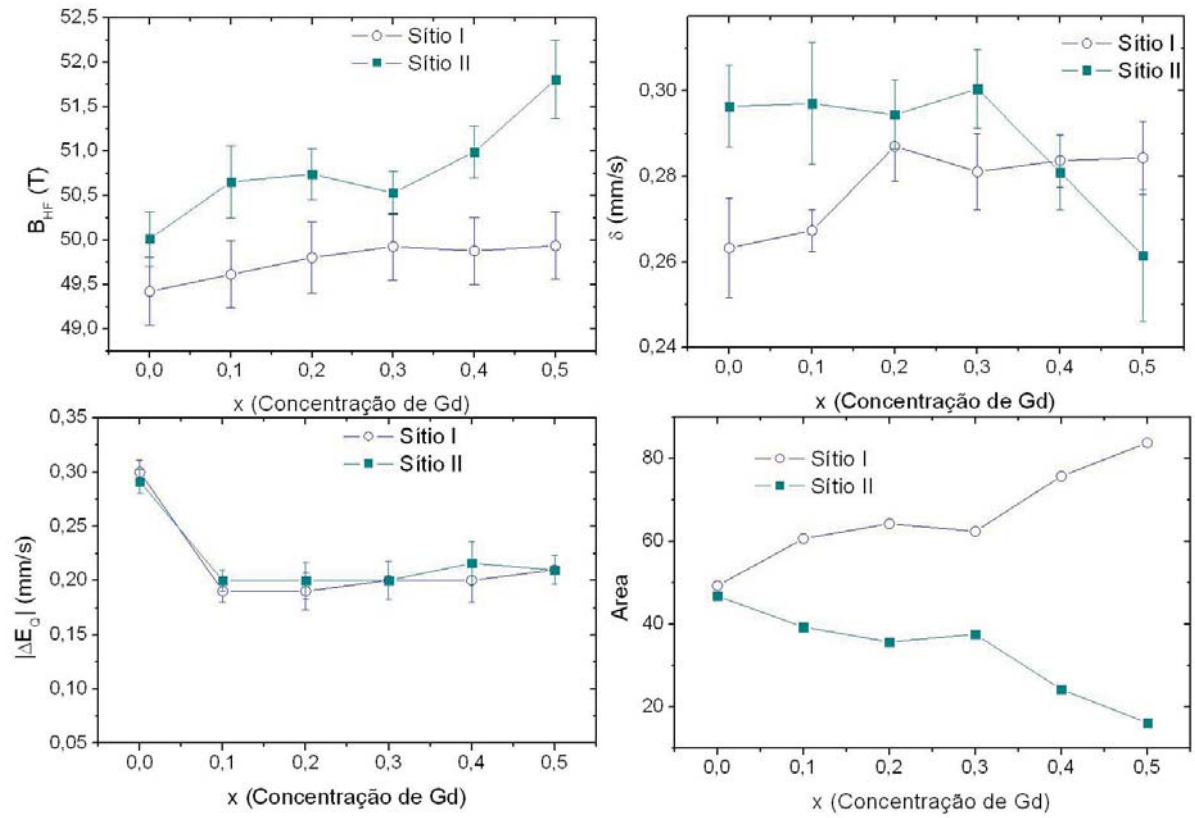 52,5
52,0
51,5
51,0
50,5
50,0
49,5
49,0
B_HF (T)
Sítio I
Sítio II
0,0 0,1 0,2 0,3 0,4 0,5
x (Concentração de Gd)
0,30
0,28
0,26
0,24
δ (mm/s)
Sítio I
Sítio II
0,0 0,1 0,2 0,3 0,4 0,5
x (Concentração de Gd)
0,35
0,30
0,25
0,20
0,15
0,10
0,05
|ΔE_Q| (mm/s)
Sítio I
Sítio II
0,0 0,1 0,2 0,3 0,4 0,5
x (Concentração de Gd)
80
60
40
20
Area
Sítio I
Sítio II
0,0 0,1 0,2 0,3 0,4 0,5
x (Concentração de Gd)